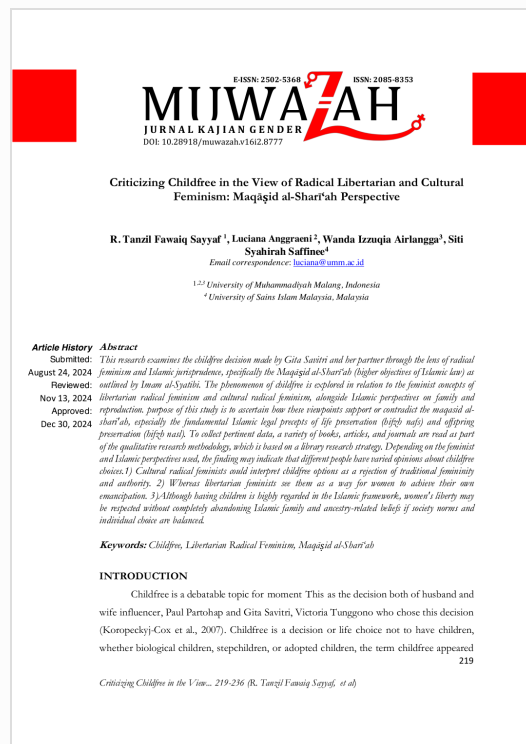 E-ISSN: 2502-5368 ISSN: 2085-8353
MUWAZAH
JURNAL KAJIAN GENDER
DOI: 10.28918/muwazah.v16i2.8777
Criticizing Childfree in the View of Radical Libertarian and Cultural
Feminism: Maqāṣid al-Sharī‘ah Perspective
R. Tanzil Fawaiq Sayyaf ¹, Luciana Anggraeni ², Wanda Izzuqia Airlangga³, Siti
Syahirah Saffinee⁴
Email correspondence: luciana@umm.ac.id
¹·²·³ University of Muhammadiyah Malang, Indonesia
⁴ University of Sains Islam Malaysia, Malaysia
Article History
Submitted:
August 24, 2024
Reviewed:
Nov 13, 2024
Approved:
Dec 30, 2024
Abstract
This research examines the childfree decision made by Gita Savitri and her partner through the lens of radical
feminism and Islamic jurisprudence, specifically the Maqāṣid al-Sharī‘ah (higher objectives of Islamic law) as
outlined by Imam al-Syatibi. The phenomenon of childfree is explored in relation to the feminist concepts of
libertarian radical feminism and cultural radical feminism, alongside Islamic perspectives on family and
reproduction. purpose of this study is to ascertain how these viewpoints support or contradict the maqasid al-
shari'ah, especially the fundamental Islamic legal precepts of life preservation (hifzh nafs) and offspring
preservation (hifzh nasl). To collect pertinent data, a variety of books, articles, and journals are read as part
of the qualitative research methodology, which is based on a library research strategy. Depending on the feminist
and Islamic perspectives used, the finding may indicate that different people have varied opinions about childfree
choices.1) Cultural radical feminists could interpret childfree options as a rejection of traditional femininity
and authority. 2) Whereas libertarian feminists see them as a way for women to achieve their own
emancipation. 3)Although having children is highly regarded in the Islamic framework, women's liberty may
be respected without completely abandoning Islamic family and ancestry-related beliefs if society norms and
individual choice are balanced.
Keywords: Childfree, Libertarian Radical Feminism, Maqāṣid al-Sharī‘ah
INTRODUCTION
Childfree is a debatable topic for moment This as the decision both of husband and
wife influencer, Paul Partohap and Gita Savitri, Victoria Tunggono who chose this decision
(Koropeckyj-Cox et al., 2007). Childfree is a decision or life choice not to have children,
whether biological children, stepchildren, or adopted children, the term childfree appeared
219
Criticizing Childfree in the View... 219-236 (R. Tanzil Fawaiq Sayyaf, et al)